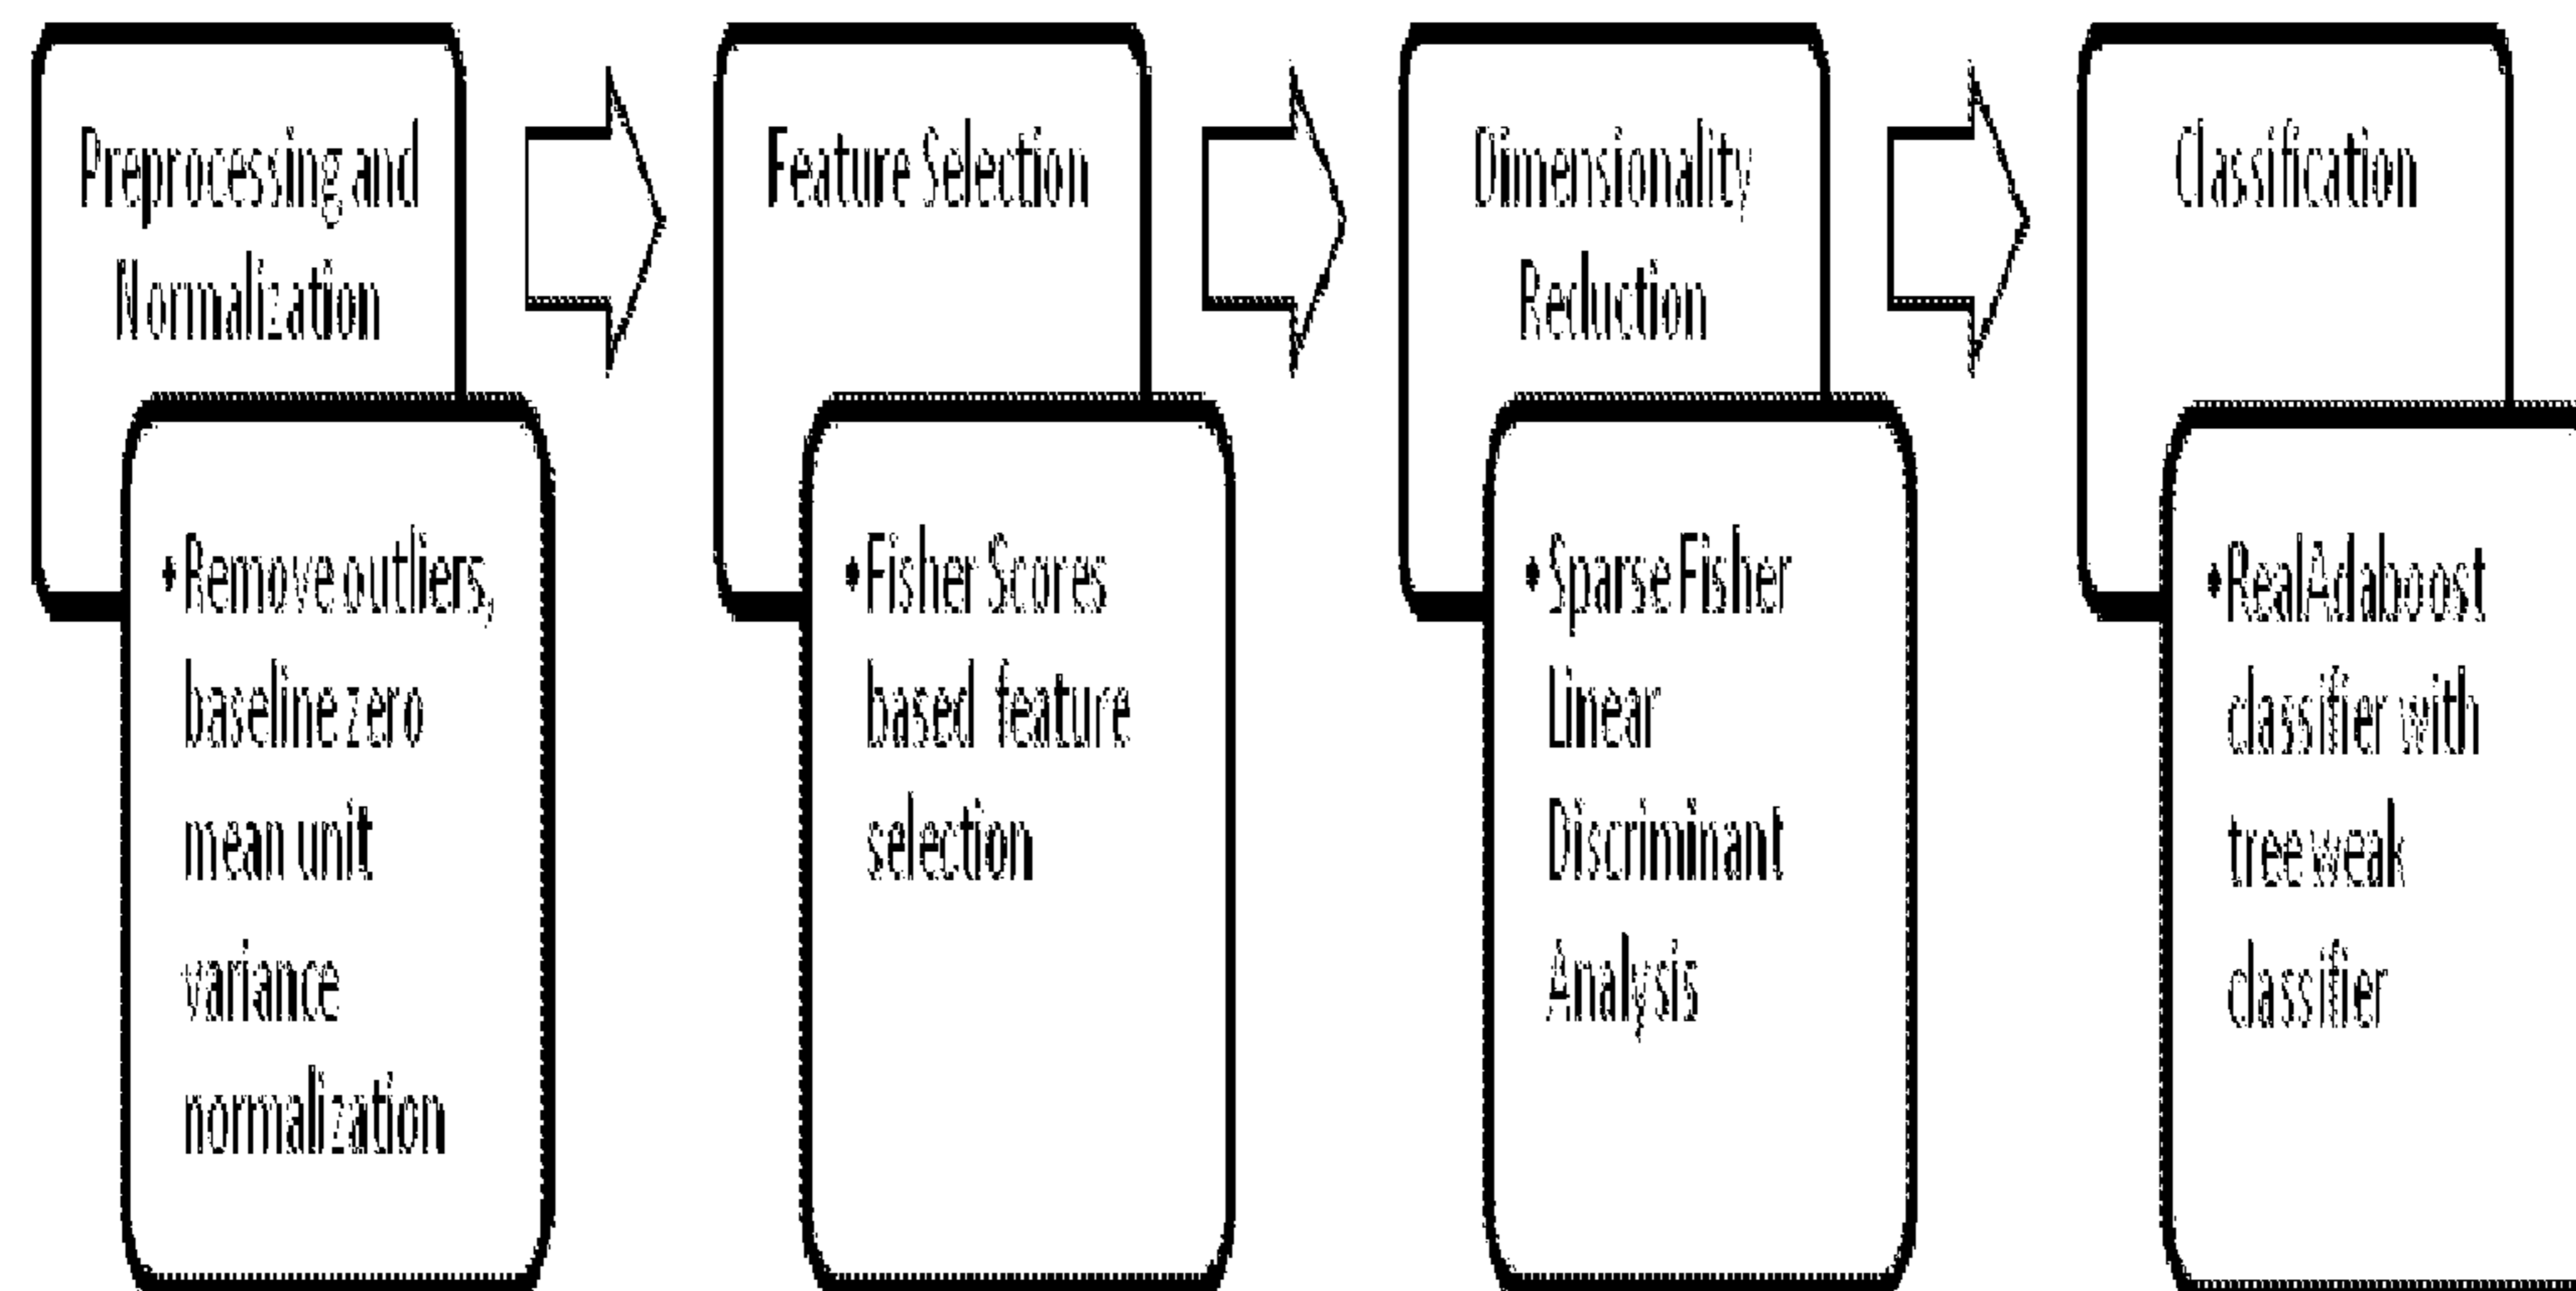 Preprocessing and
Normalization
•Remove outliers,
baseline zero
mean unit
variance
normalization
Feature Selection
•Fisher Scores
based feature
selection
Dimensionality
Reduction
•Sparse Fisher
Linear
Discriminant
Analysis
Classification
•RealAdaboost
classifier with
tree weak
classifier